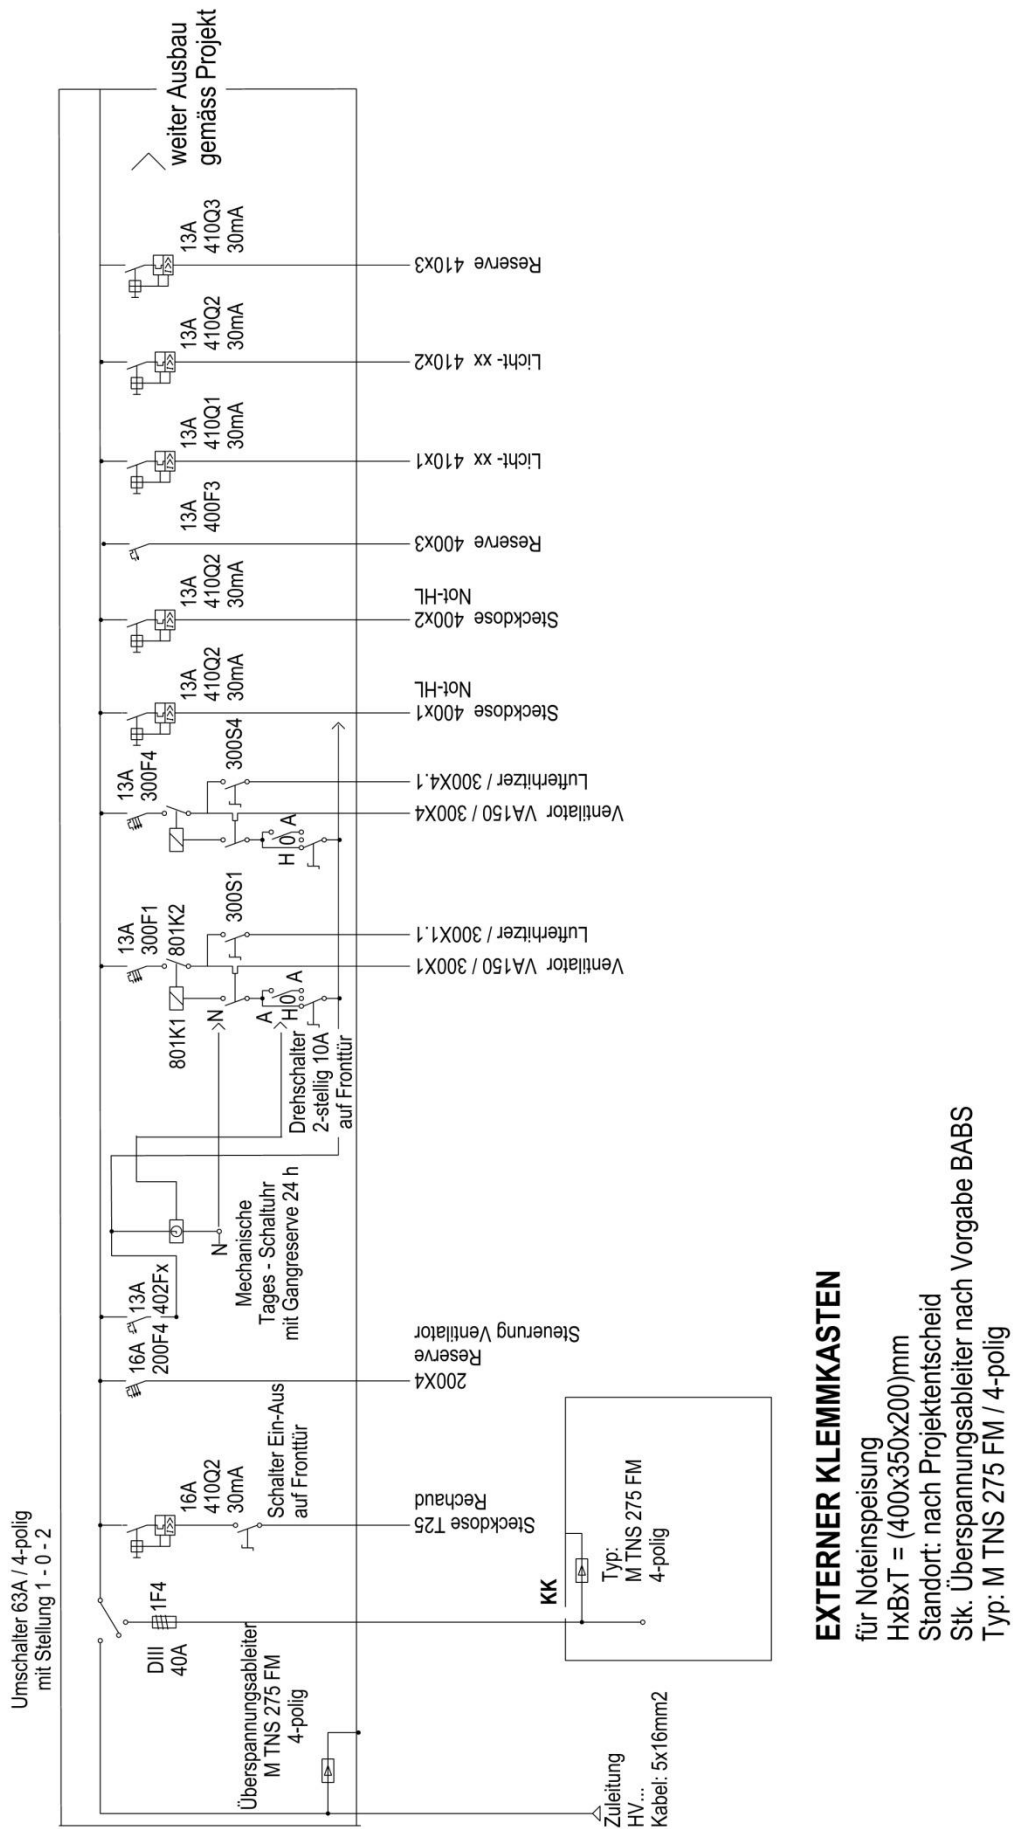 Umschalter 63A / 4-polig
mit Stellung 1 - 0 - 2
DIII
40A
1F4
Überspannungsableiter
M TNS 275 FM
4-polig
Zuleitung
HV...
Kabel: 5x16mm2
KK
Typ:
M TNS 275 FM
4-polig
16A
410Q2
30mA
Schalter Ein-Aus
auf Fronttür
Steckdose T25
Rechaud
16A
200F4
200X4
Reserve
Steuerung Ventilator
13A
402Fx
N
Mechanische
Tages - Schaltuhr
mit Gangreserve 24 h
13A
300F1
801K1
801K2
N
A
H
0
A
300S1
Drehschalter
2-stellig 10A
auf Fronttür
Ventilator VA150 / 300X1
Lufterhitzer / 300X1.1
13A
300F4
H
0
A
300S4
Ventilator VA150 / 300X4
Lufterhitzer / 300X4.1
13A
410Q2
30mA
Steckdose 400x1
Not-HL
13A
410Q2
30mA
Steckdose 400x2
Not-HL
13A
400F3
Reserve 400x3
13A
410Q1
30mA
Licht- xx 410x1
13A
410Q2
30mA
Licht- xx 410x2
13A
410Q3
30mA
Reserve 410x3
weiter Ausbau
gemäss Projekt
EXTERNER KLEMMKASTEN
für Noteinspeisung
HxBxT = (400x350x200)mm
Standort: nach Projektentscheid
Stk. Überspannungsableiter nach Vorgabe BABS
Typ: M TNS 275 FM / 4-polig